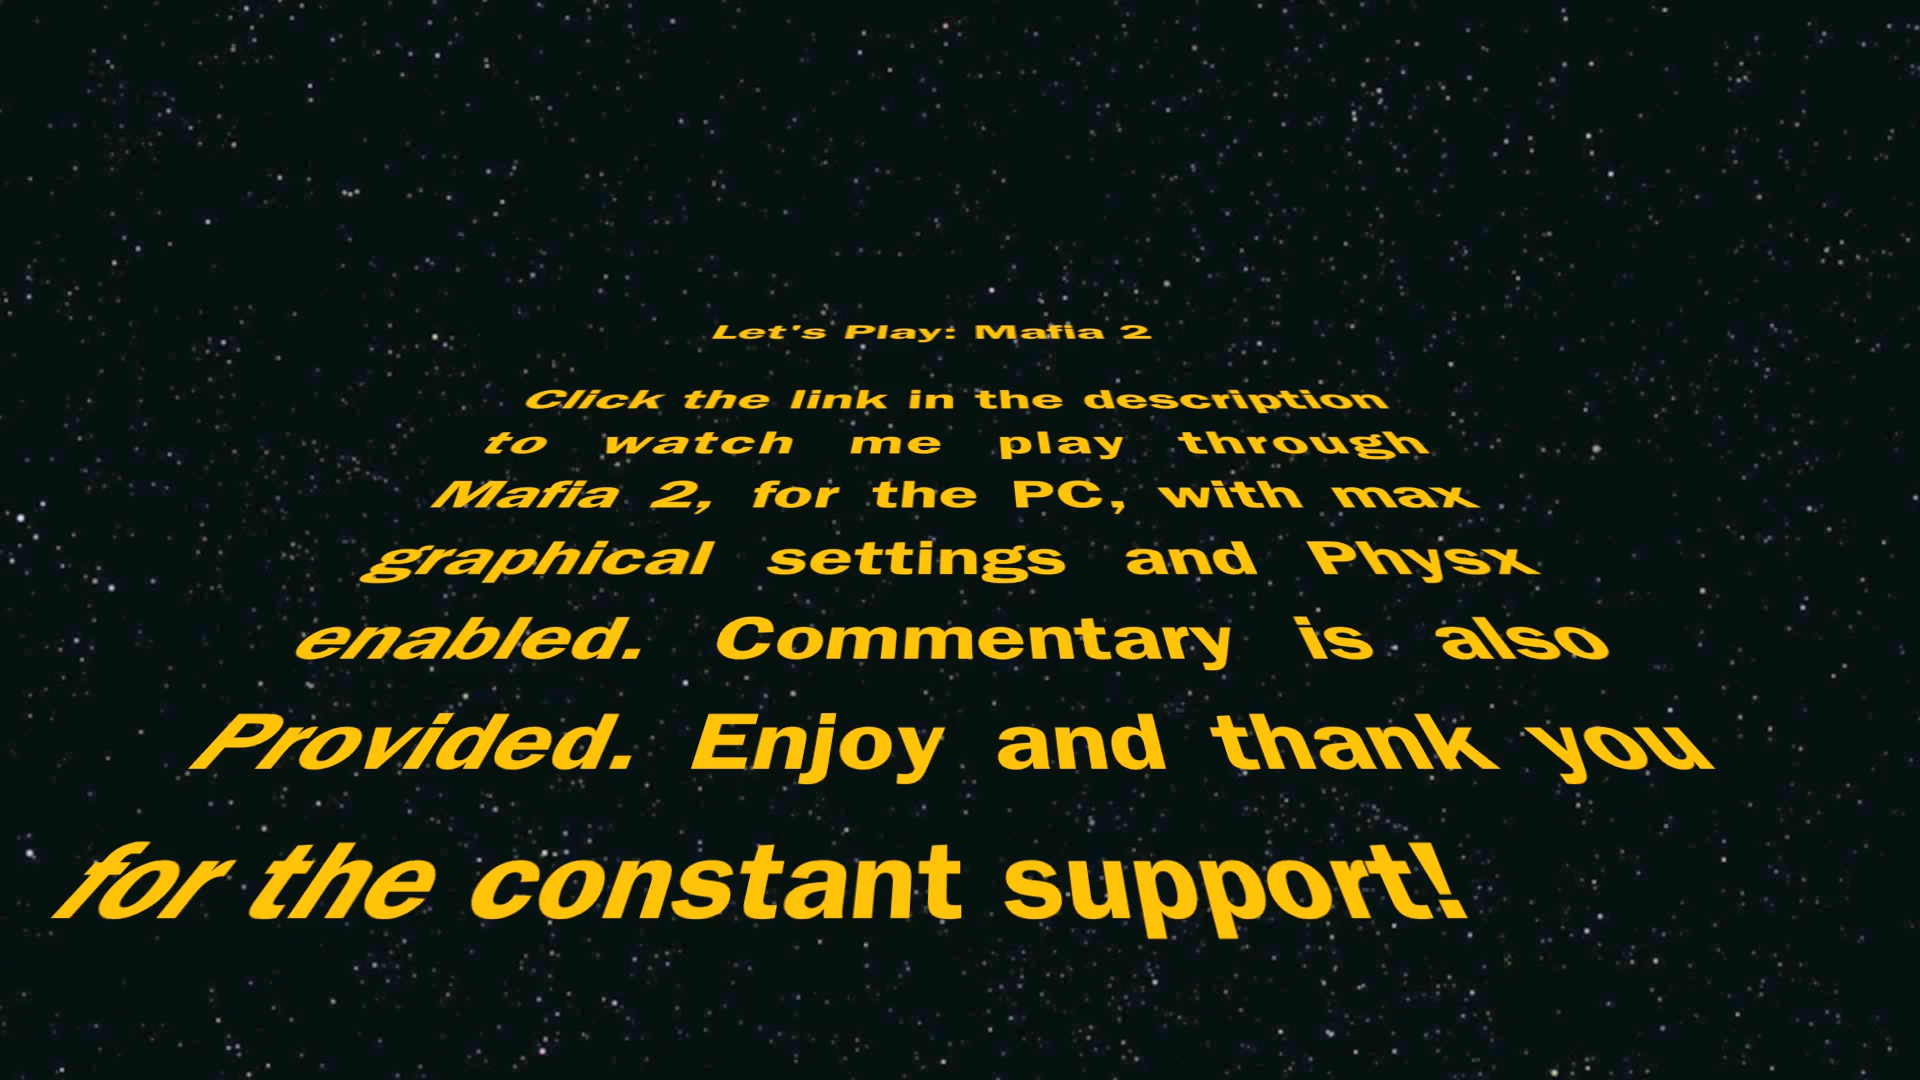 Let's Play: Mafia 2
Click the link in the description
to watch me play through
Mafia 2, for the PC, with max
graphical settings and Physx
enabled. Commentary is also
Provided. Enjoy and thank you
for the constant support!